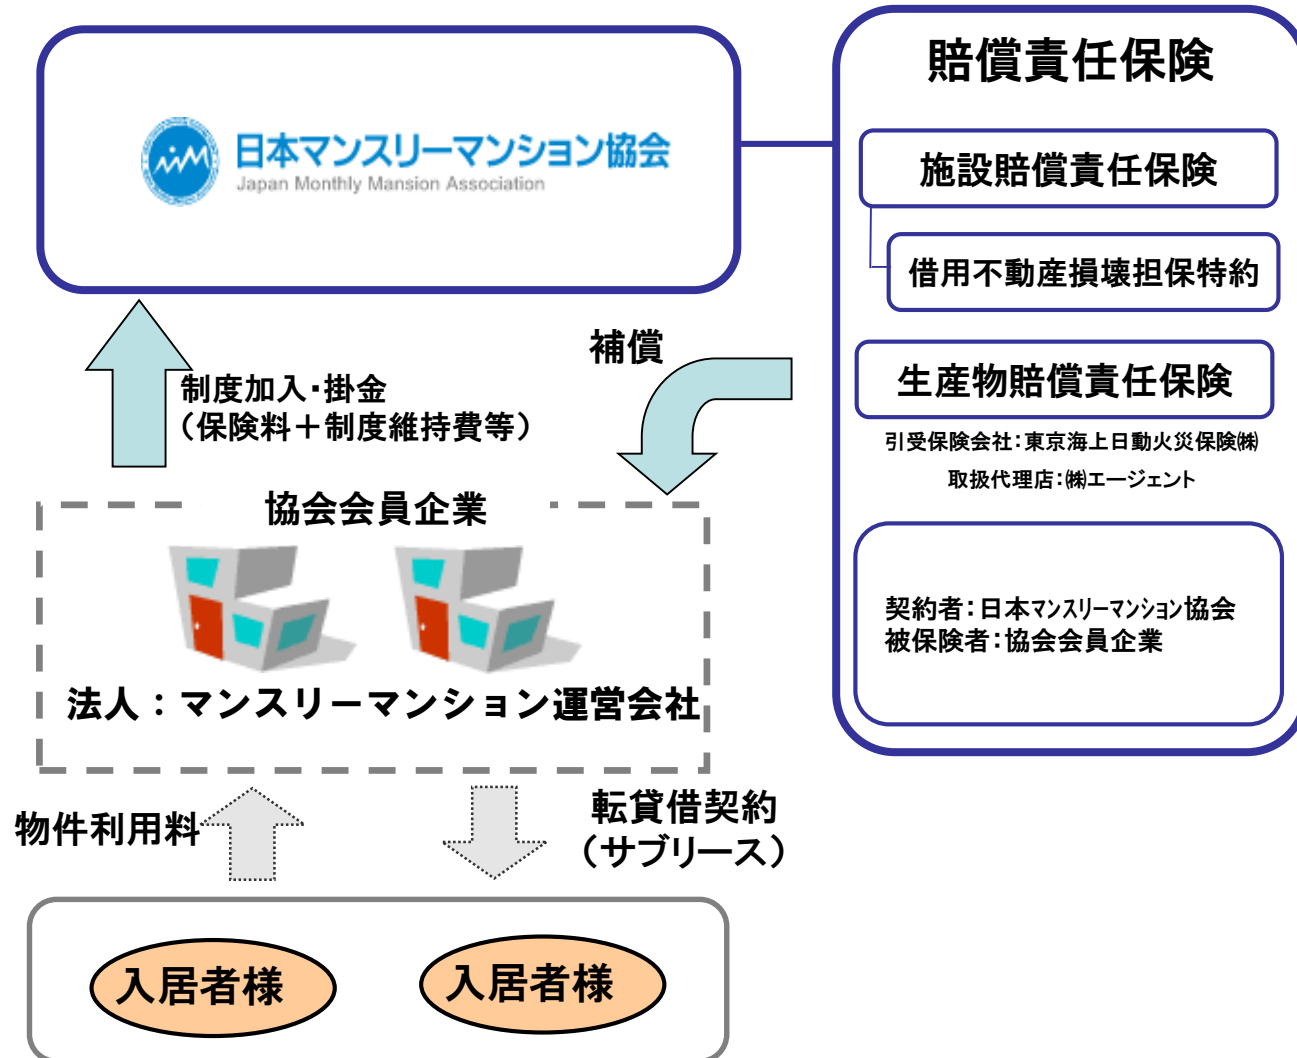 日本マンスリーマンション協会
Japan Monthly Mansion Association
賠償責任保険
施設賠償責任保険
借用不動産損壊担保特約
生産物賠償責任保険
引受保険会社：東京海上日動火災保険㈱
取扱代理店：㈱エージェント
契約者：日本ﾏﾝｽﾘｰﾏﾝｼｮﾝ協会
被保険者：協会会員企業
制度加入・掛金
（保険料＋制度維持費等）
補償
協会会員企業
法人：マンスリーマンション運営会社
物件利用料
転貸借契約
（サブリース）
入居者様
入居者様